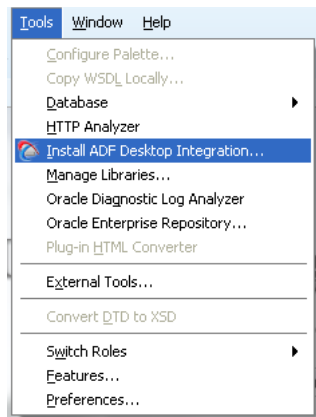 Tools Window Help
Configure Palette...
Copy WSDL Locally...
Database
HTTP Analyzer
Install ADF Desktop Integration...
Manage Libraries...
Oracle Diagnostic Log Analyzer
Oracle Enterprise Repository...
Plug-in HTML Converter
External Tools...
Convert DTD to XSD
Switch Roles
Features...
Preferences...